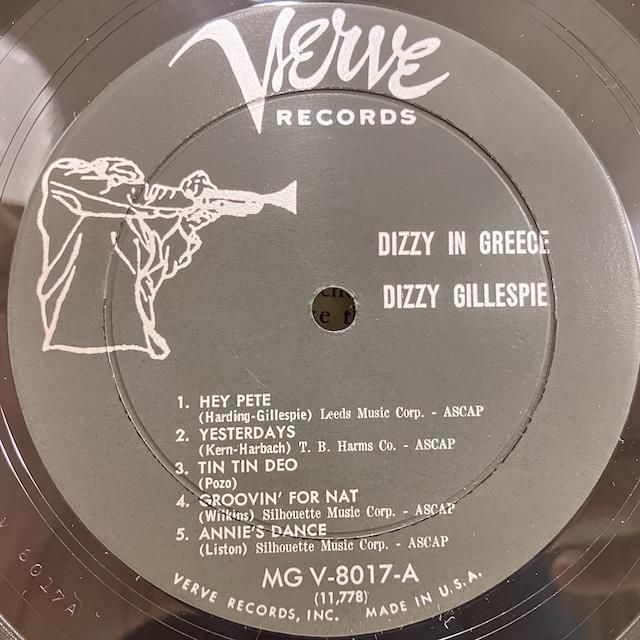 Verve
RECORDS
DIZZY IN GREECE
DIZZY GILLESPIE
1. HEY PETE
(Harding-Gillespie) Leeds Music Corp. - ASCAP
2. YESTERDAYS
(Kern-Harbach) T. B. Harms Co. - ASCAP
3. TIN TIN DEO
(Pozo)
4. GROOVIN' FOR NAT
(Wilkins) Silhouette Music Corp. - ASCAP
5. ANNIE'S DANCE
(Liston) Silhouette Music Corp. - ASCAP
MG V-8017-A
(11,778)
VERVE RECORDS, INC. MADE IN U.S.A.
8017A